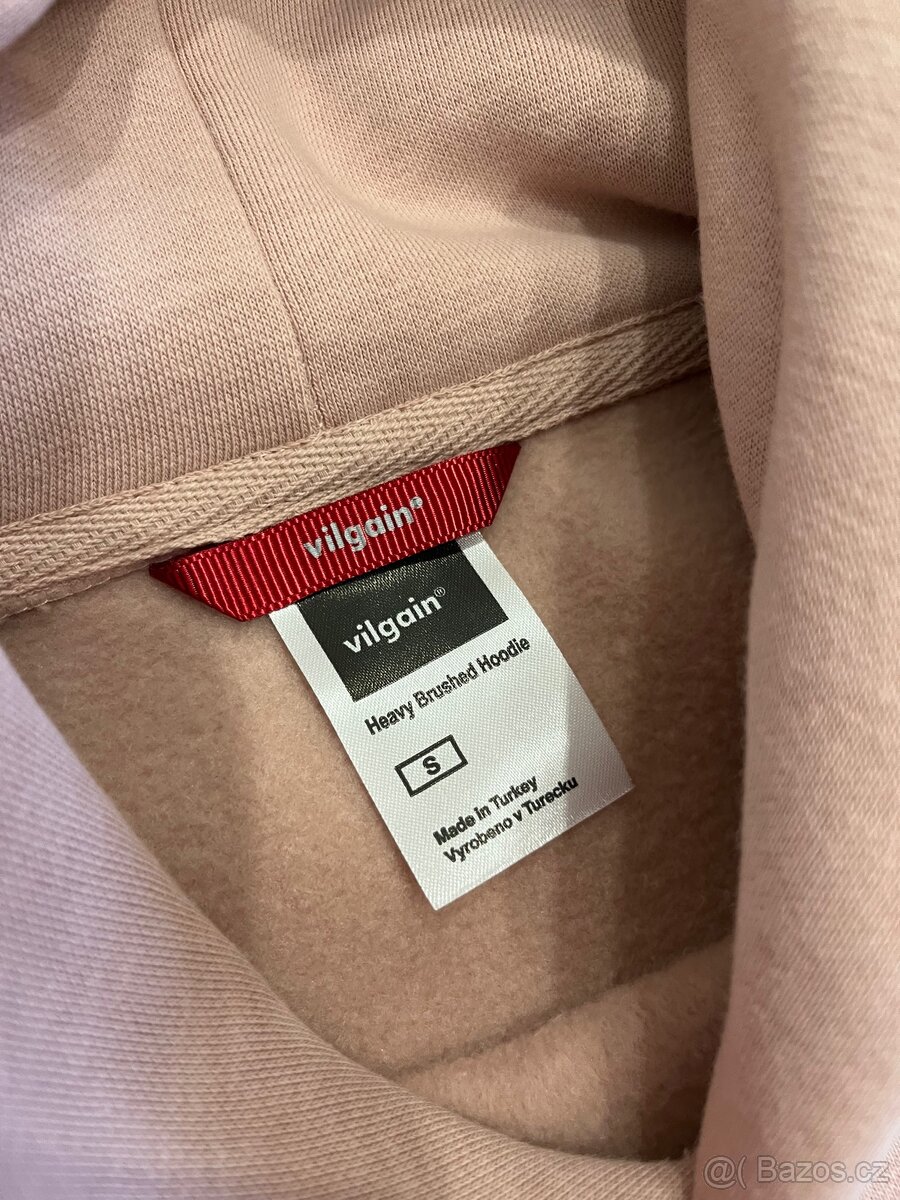 vilgain®
vilgain®
Heavy Brushed Hoodie
S
Made in Turkey
Vyrobeno v Turecku
@( Bazos.cz